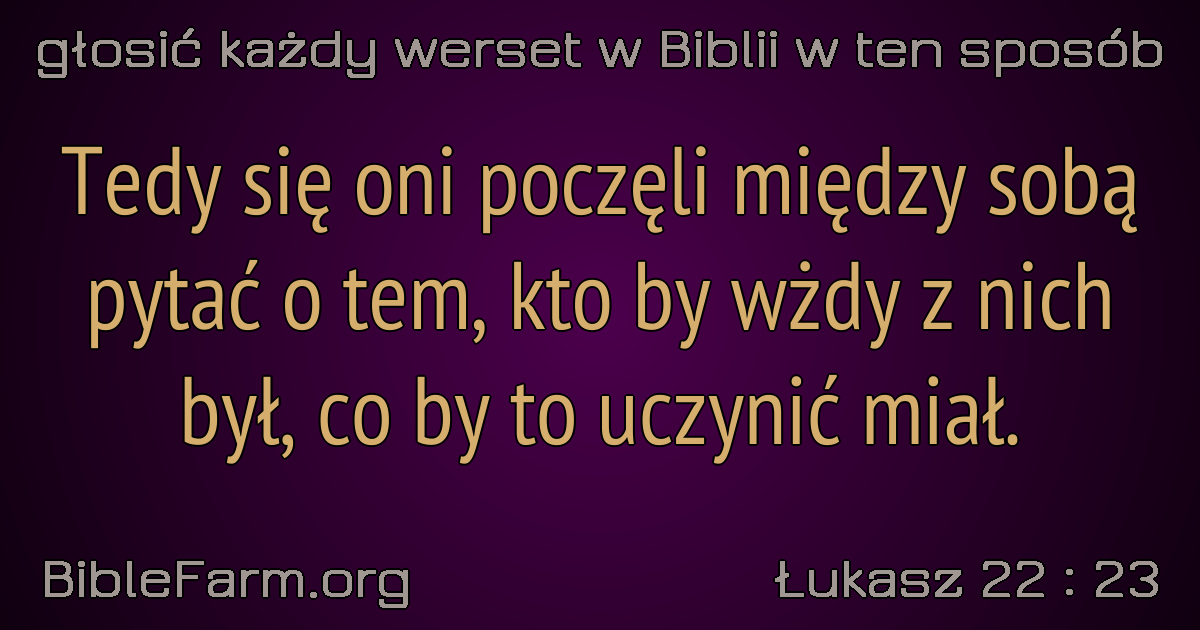 głosić każdy werset w Biblii w ten sposób
Tedy się oni poczęli między sobą
pytać o tem, kto by wżdy z nich
był, co by to uczynić miał.
BibleFarm.org
Łukasz 22 : 23